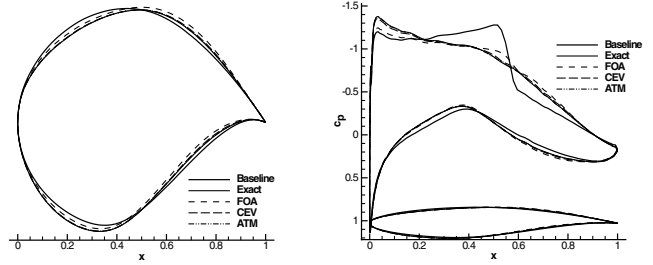 Baseline
Exact
FOA
CEV
ATM
0
0.2
0.4
0.6
0.8
1
x
-1.5
-1
-0.5
0
0.5
1
cp
Baseline
Exact
FOA
CEV
ATM
0
0.2
0.4
0.6
0.8
1
x